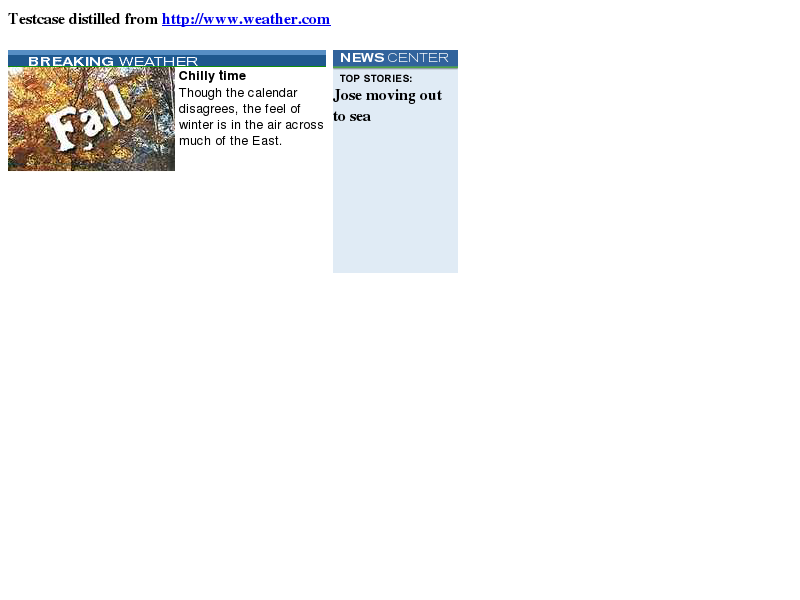 Testcase distilled from http://www.weather.com
BREAKING WEATHER
Chilly time
Though the calendar
disagrees, the feel of
winter is in the air across
much of the East.
Fall
NEWS CENTER
TOP STORIES:
Jose moving out
to sea